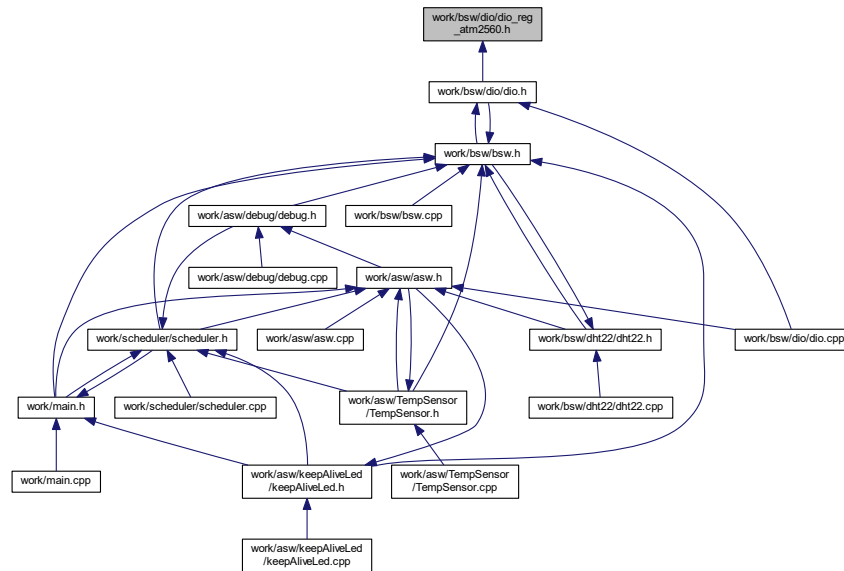 work/bsw/dio/dio_reg
_atm2560.h
work/bsw/dio/dio.h
work/bsw/bsw.h
work/asw/debug/debug.h
work/bsw/bsw.cpp
work/asw/debug/debug.cpp
work/asw/asw.h
work/scheduler/scheduler.h
work/asw/asw.cpp
work/bsw/dht22/dht22.h
work/bsw/dio/dio.cpp
work/main.h
work/scheduler/scheduler.cpp
work/asw/TempSensor
/TempSensor.h
work/bsw/dht22/dht22.cpp
work/main.cpp
work/asw/keepAliveLed
/keepAliveLed.h
work/asw/TempSensor
/TempSensor.cpp
work/asw/keepAliveLed
/keepAliveLed.cpp